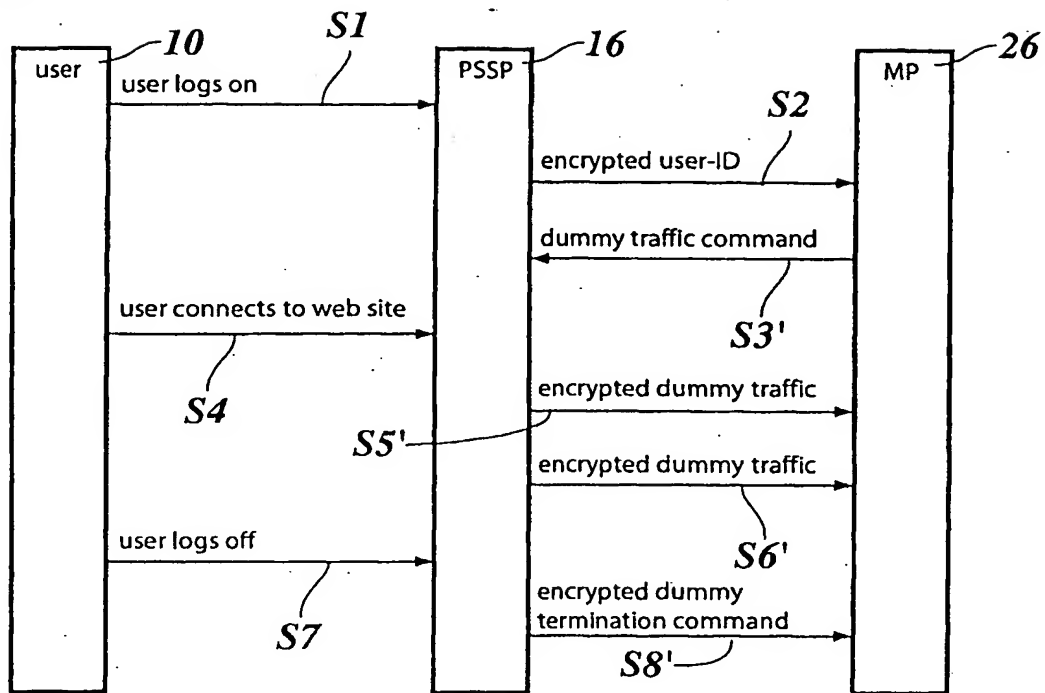 10
S1
16
26
user
PSSP
MP
user logs on
S2
encrypted user-ID
dummy traffic command
S3'
user connects to web site
S4
encrypted dummy traffic
S5'
encrypted dummy traffic
S6'
user logs off
S7
encrypted dummy
termination command
S8'